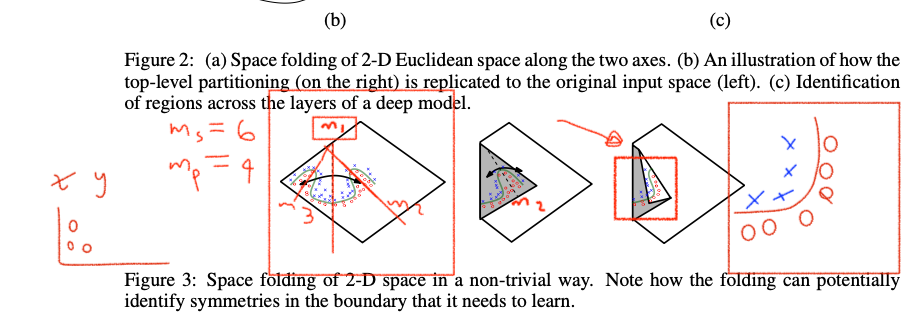 (b) (c)
Figure 2: (a) Space folding of 2-D Euclidean space along the two axes. (b) An illustration of how the
top-level partitioning (on the right) is replicated to the original input space (left). (c) Identification
of regions across the layers of a deep model.
m_s = 6
m_p = 4
m_1
x y
m_3
m_2
m_2
Figure 3: Space folding of 2-D space in a non-trivial way. Note how the folding can potentially
identify symmetries in the boundary that it needs to learn.